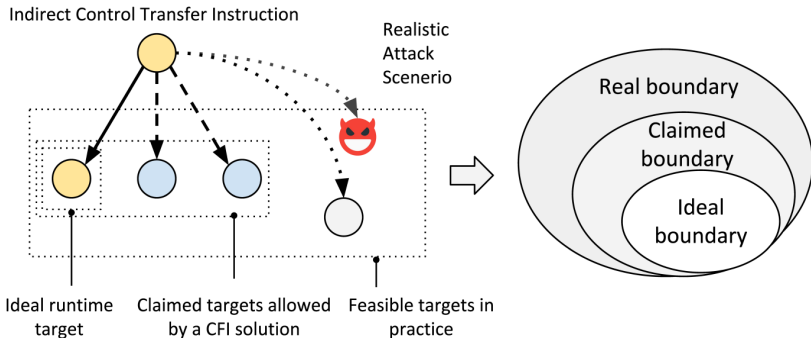 Indirect Control Transfer Instruction
Realistic
Attack
Scenerio
Ideal runtime
target
Claimed targets allowed
by a CFI solution
Feasible targets in
practice
Real boundary
Claimed
boundary
Ideal
boundary